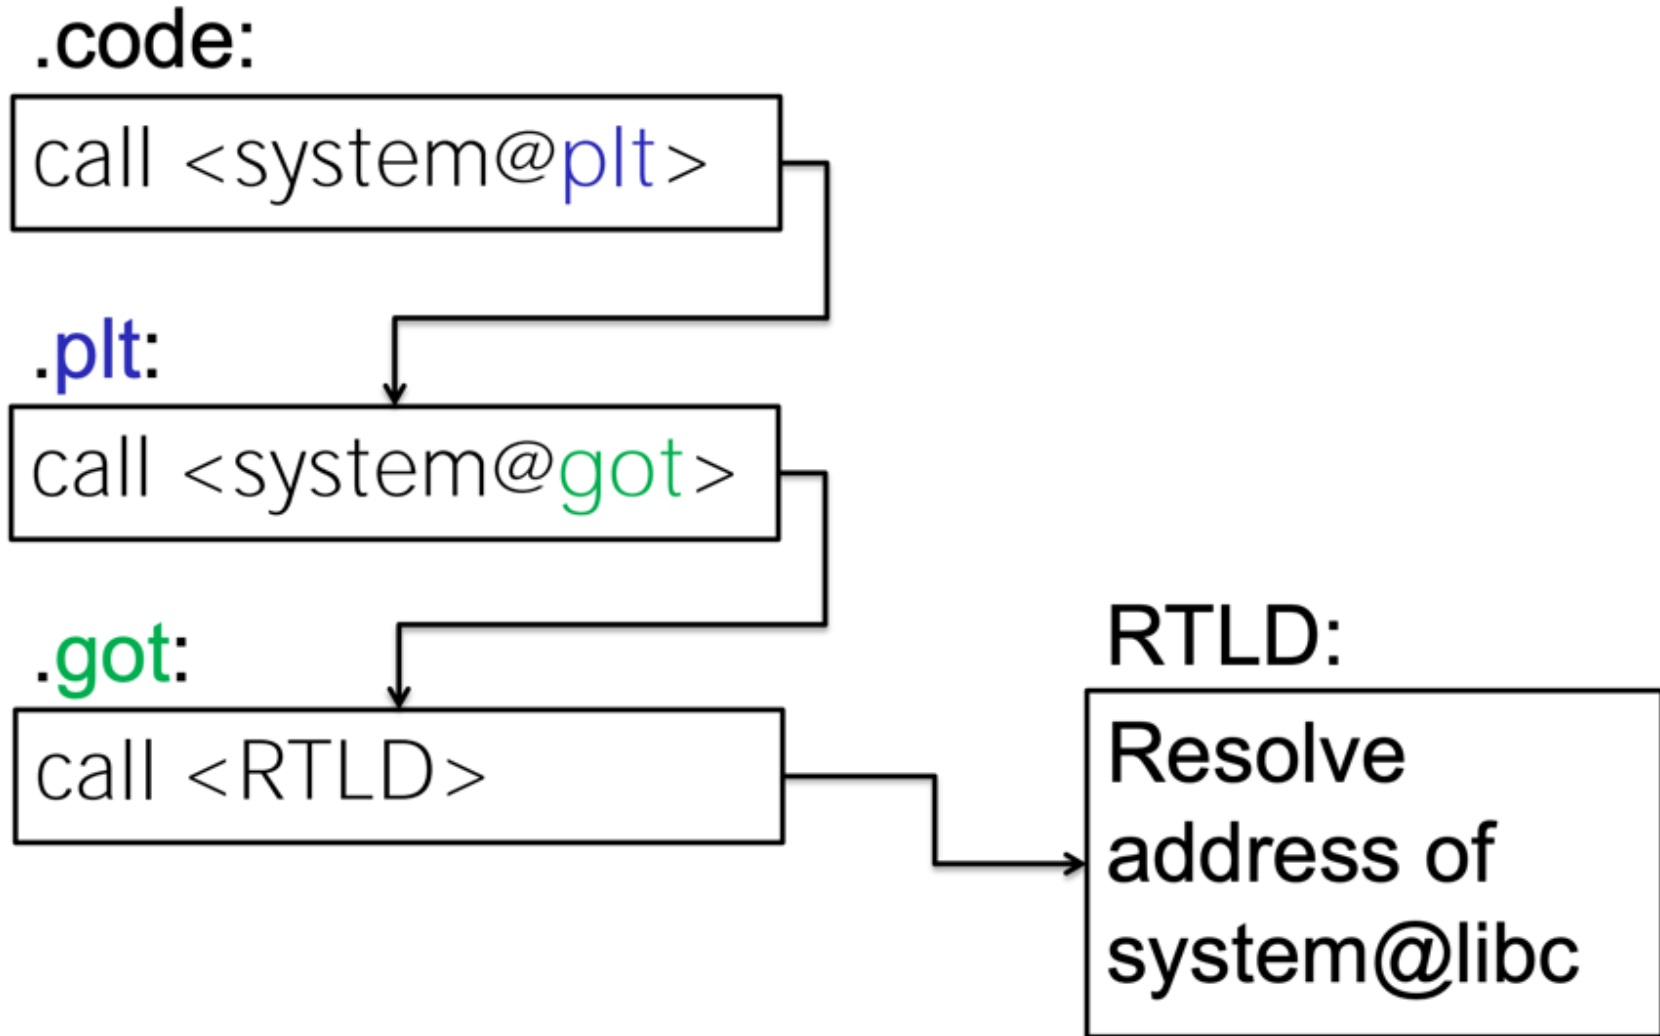 .code:
call <system@plt>
.plt:
call <system@got>
.got:
call <RTLD>
RTLD:
Resolve
address of
system@libc